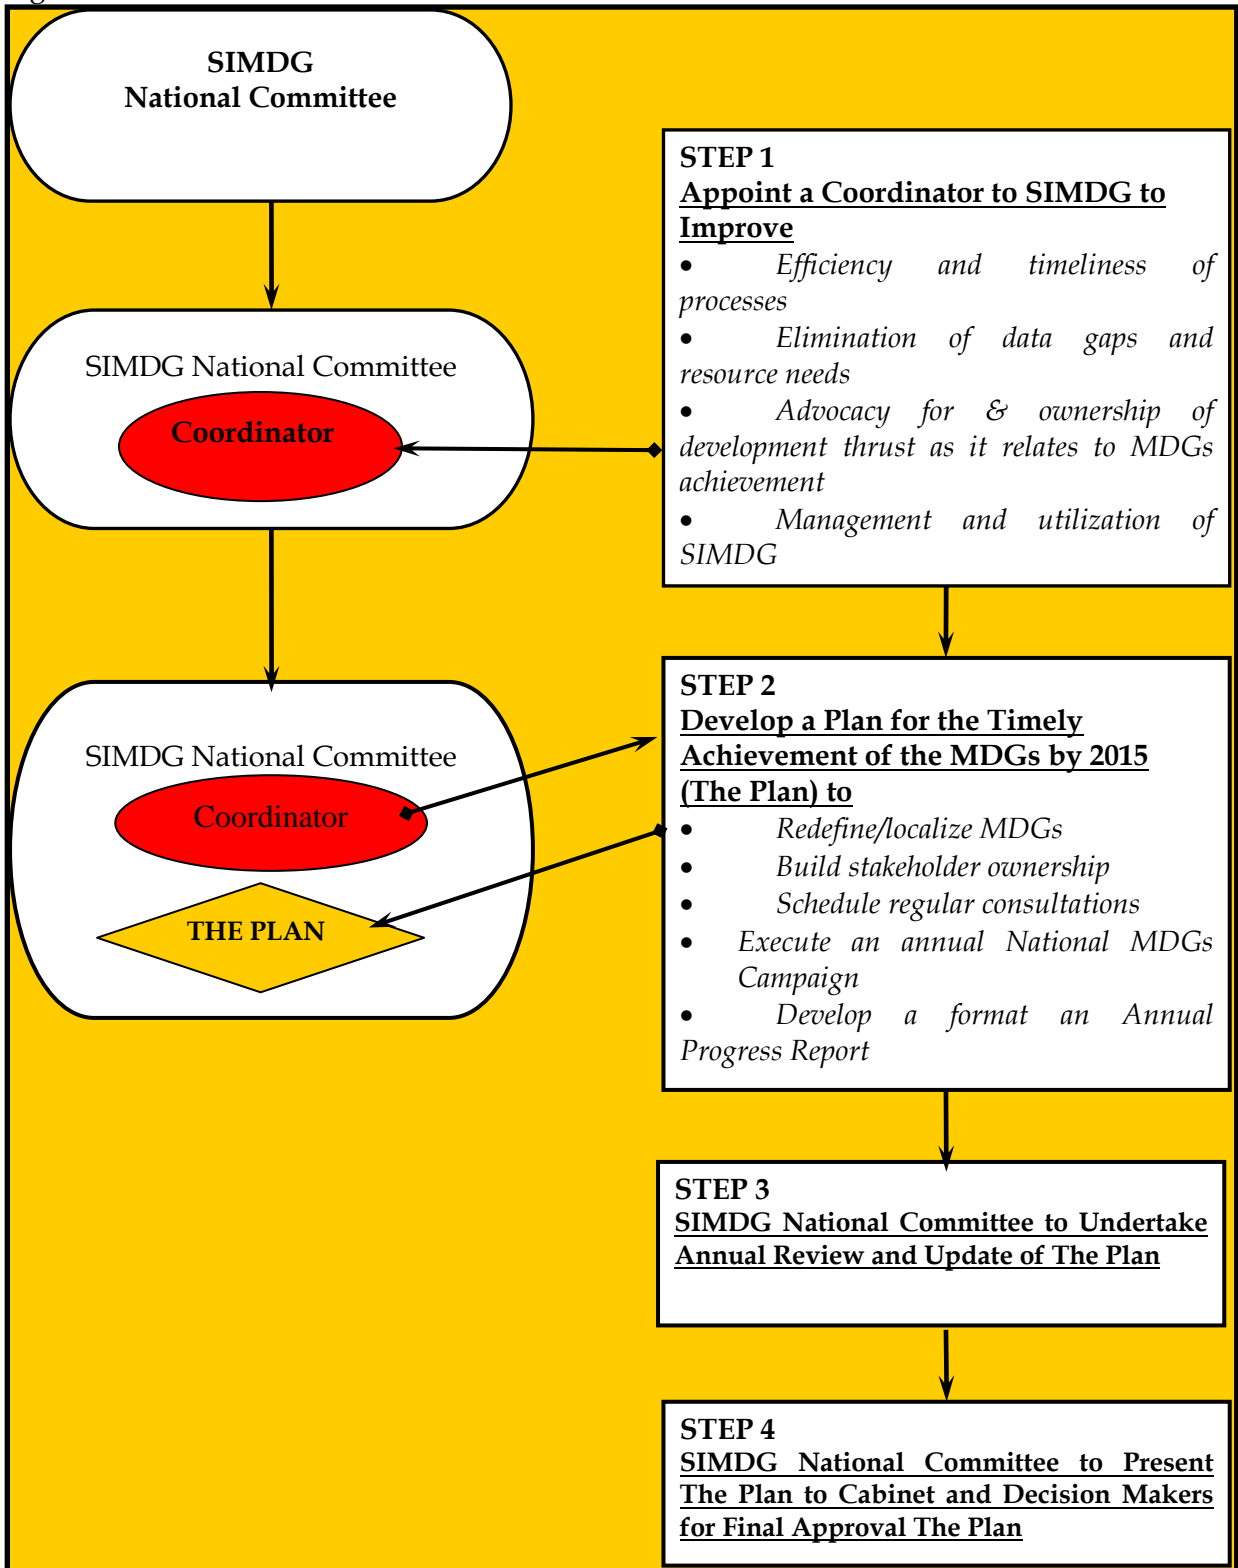 SIMDG
National Committee
SIMDG National Committee
Coordinator
SIMDG National Committee
Coordinator
THE PLAN
STEP 1
Appoint a Coordinator to SIMDG to
Improve
• Efficiency and timeliness of
processes
• Elimination of data gaps and
resource needs
• Advocacy for & ownership of
development thrust as it relates to MDGs
achievement
• Management and utilization of
SIMDG
STEP 2
Develop a Plan for the Timely
Achievement of the MDGs by 2015
(The Plan) to
• Redefine/localize MDGs
• Build stakeholder ownership
• Schedule regular consultations
• Execute an annual National MDGs
Campaign
• Develop a format an Annual
Progress Report
STEP 3
SIMDG National Committee to Undertake
Annual Review and Update of The Plan
STEP 4
SIMDG National Committee to Present
The Plan to Cabinet and Decision Makers
for Final Approval The Plan